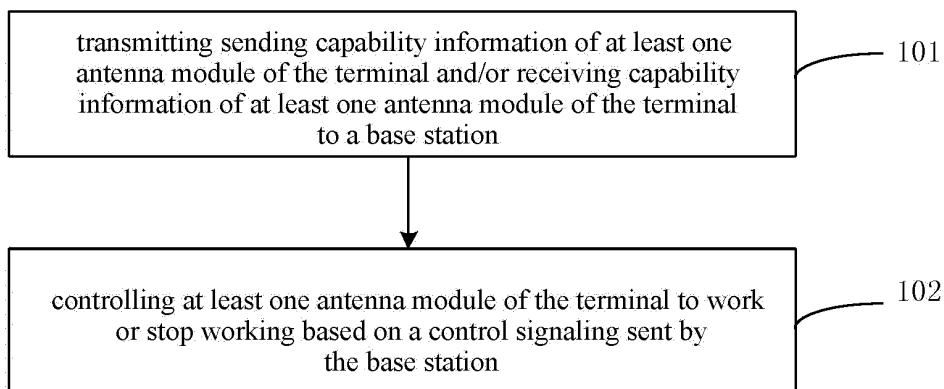 transmitting sending capability information of at least one
antenna module of the terminal and/or receiving capability
information of at least one antenna module of the terminal
to a base station
101
controlling at least one antenna module of the terminal to work
or stop working based on a control signaling sent by
the base station
102